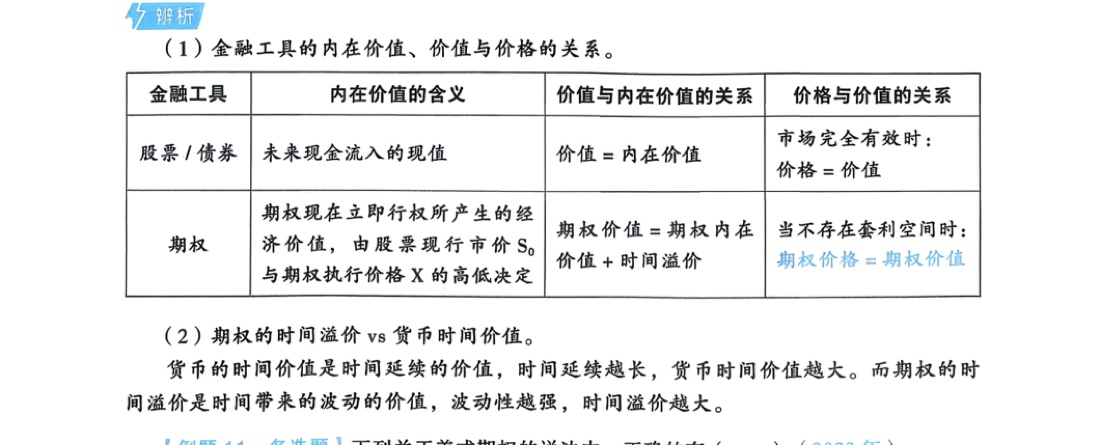 辨析
（1）金融工具的内在价值、价值与价格的关系。
金融工具 内在价值的含义 价值与内在价值的关系 价格与价值的关系
股票 / 债券 未来现金流入的现值 价值 = 内在价值 市场完全有效时：
价格 = 价值
期权 期权现在立即行权所产生的经
济价值，由股票现行市价 S₀
与期权执行价格 X 的高低决定
期权价值 = 期权内在
价值 + 时间溢价
当不存在套利空间时：
期权价格 = 期权价值
（2）期权的时间溢价 vs 货币时间价值。
货币的时间价值是时间延续的价值，时间延续越长，货币时间价值越大。而期权的时
间溢价是时间带来的波动的价值，波动性越强，时间溢价越大。